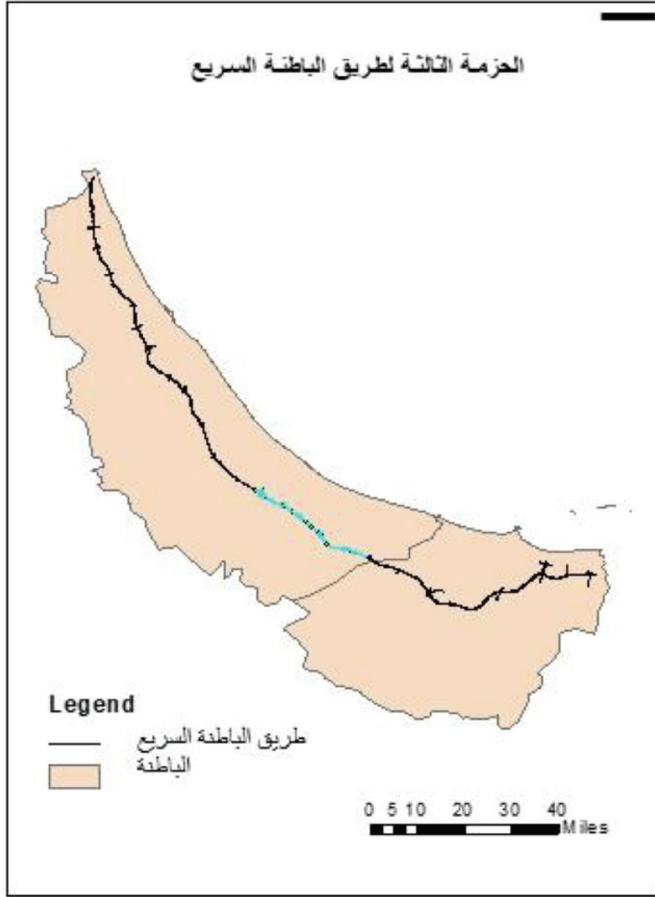 الحزمة الثالثة لطريق الباطنة السريع
Legend
طريق الباطنة السريع
الباطنة
0 5 10 20 30 40
Miles